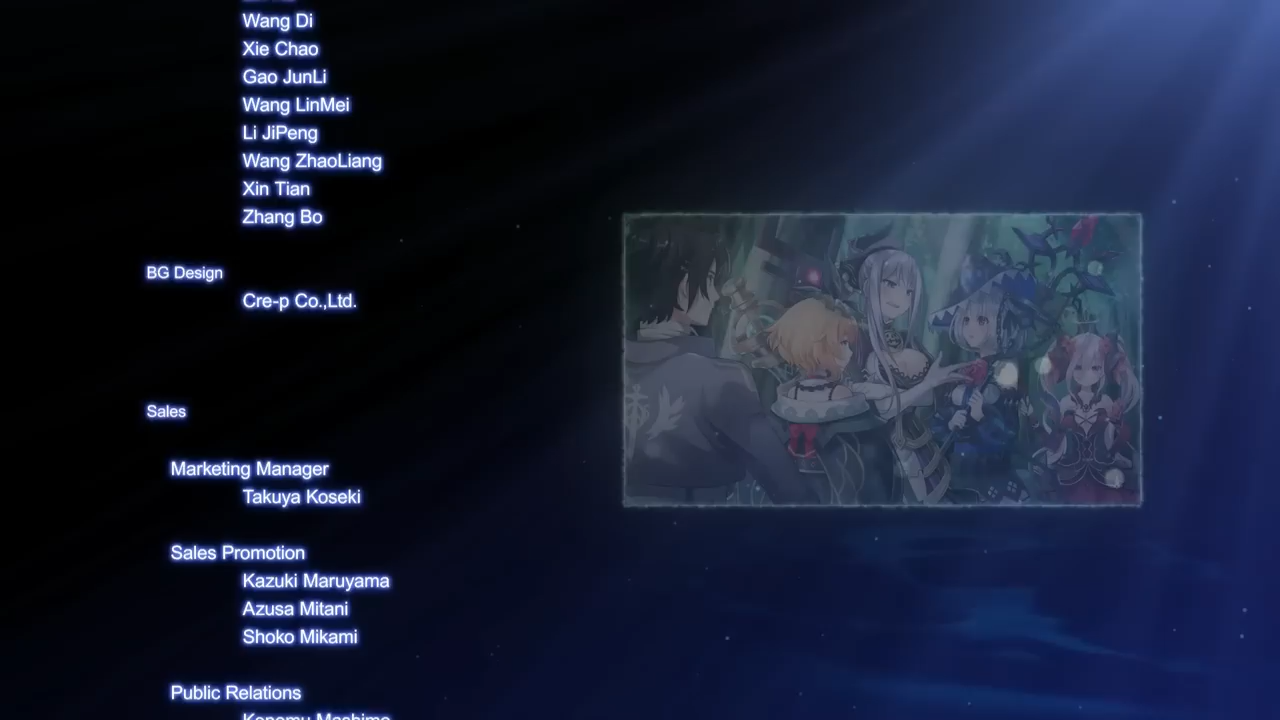 Wang Di
Xie Chao
Gao JunLi
Wang LinMei
Li JiPeng
Wang ZhaoLiang
Xin Tian
Zhang Bo
BG Design
Cre-p Co.,Ltd.
Sales
Marketing Manager
Takuya Koseki
Sales Promotion
Kazuki Maruyama
Azusa Mitani
Shoko Mikami
Public Relations